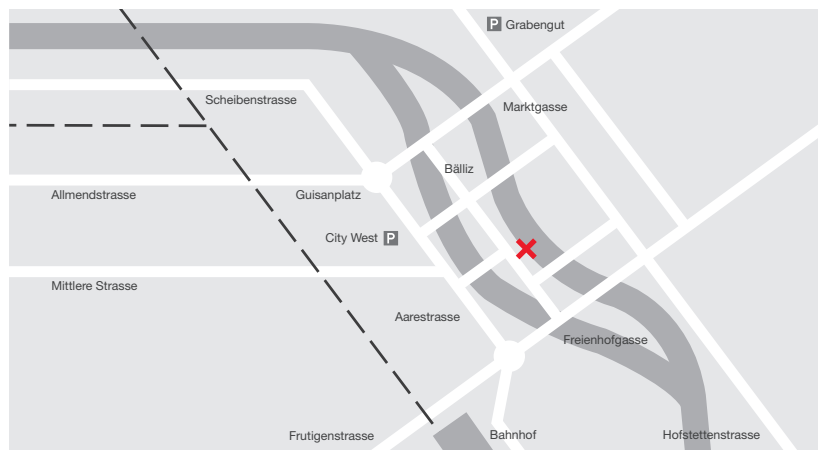 P Grabengut
Scheibenstrasse
Marktgasse
Bälliz
Allmendstrasse
Guisanplatz
City West P
Mittlere Strasse
Aarestrasse
Freienhofgasse
Frutigenstrasse
Bahnhof
Hofstettenstrasse